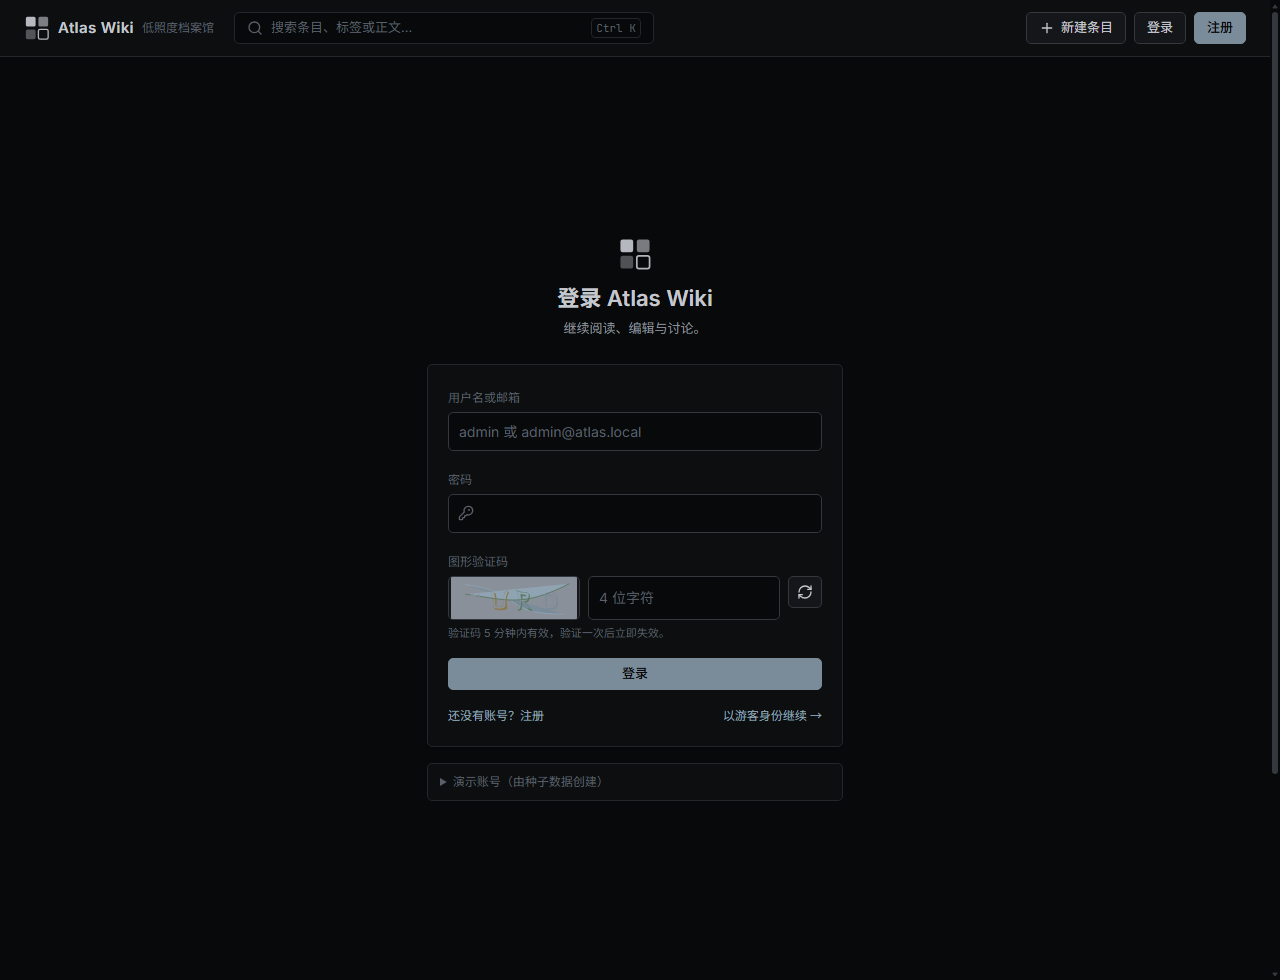 Atlas Wiki 低照度档案馆
搜索条目、标签或正文... Ctrl K
新建条目 登录 注册
登录 Atlas Wiki
继续阅读、编辑与讨论。
用户名或邮箱
admin 或 admin@atlas.local
密码
图形验证码
4 位字符
验证码 5 分钟内有效，验证一次后立即失效。
登录
还没有账号？注册 以游客身份继续 →
演示账号（由种子数据创建）